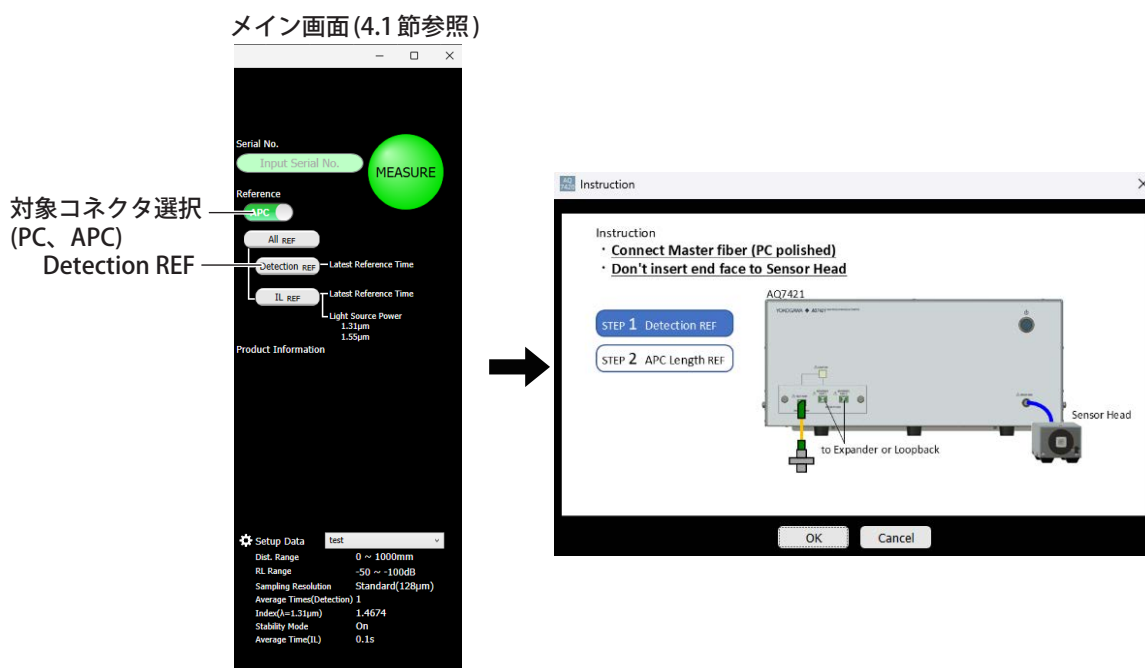 メイン画面(4.1節参照)
Serial No.
Input Serial No.
MEASURE
Reference
対象コネクタ選択
(PC、APC)
APC
All REF
Detection REF
Detection REF
Latest Reference Time
IL REF
Latest Reference Time
Light Source Power
1.31µm
1.55µm
Product Information
Setup Data
test
Dist. Range
0 ~ 1000mm
RL Range
-50 ~ -100dB
Sampling Resolution
Standard(128µm)
Average Times(Detection)
1
Index(λ=1.31µm)
1.4674
Stability Mode
On
Average Time(IL)
0.1s
Instruction
Instruction
・Connect Master fiber (PC polished)
・Don't insert end face to Sensor Head
STEP 1 Detection REF
STEP 2 APC Length REF
AQ7421
Sensor Head
to Expander or Loopback
OK
Cancel